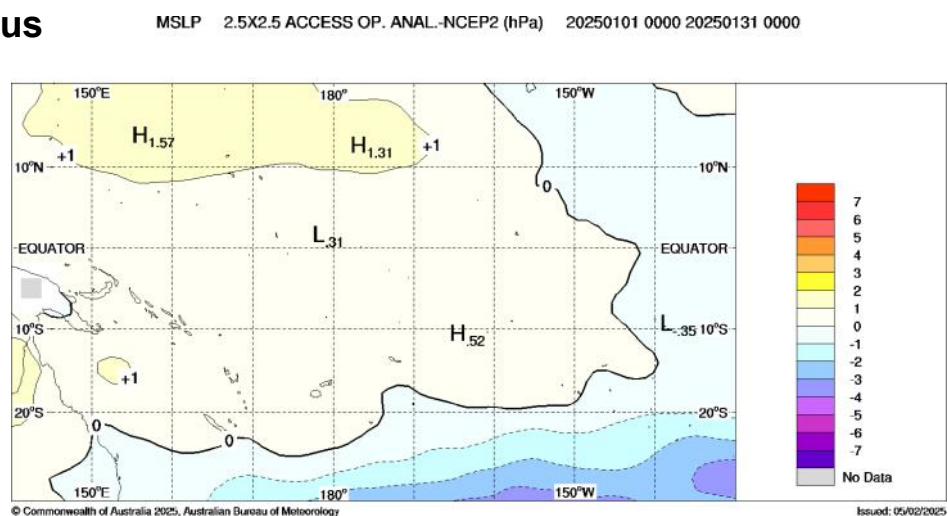 us
MSLP 2.5X2.5 ACCESS OP. ANAL.-NCEP2 (hPa) 20250101 0000 20250131 0000
150°E 180° 150°W
H1.57 H1.31 +1
+1
10°N 10°N
0
L.31
EQUATOR EQUATOR
L-.35
10°S H.52 10°S
+1
20°S 20°S
0 0
150°E 180° 150°W
7
6
5
4
3
2
1
0
-1
-2
-3
-4
-5
-6
-7
No Data
© Commonwealth of Australia 2025, Australian Bureau of Meteorology Issued: 05/02/2025